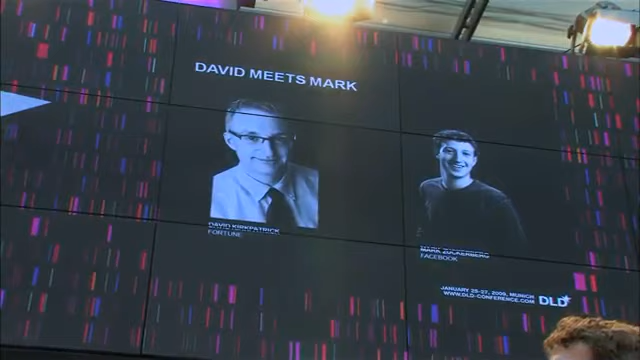 DAVID MEETS MARK
DAVID KIRKPATRICK
FORTUNE
MARK ZUCKERBERG
FACEBOOK
JANUARY 25-27, 2009, MUNICH
WWW.DLD-CONFERENCE.COM
DLD